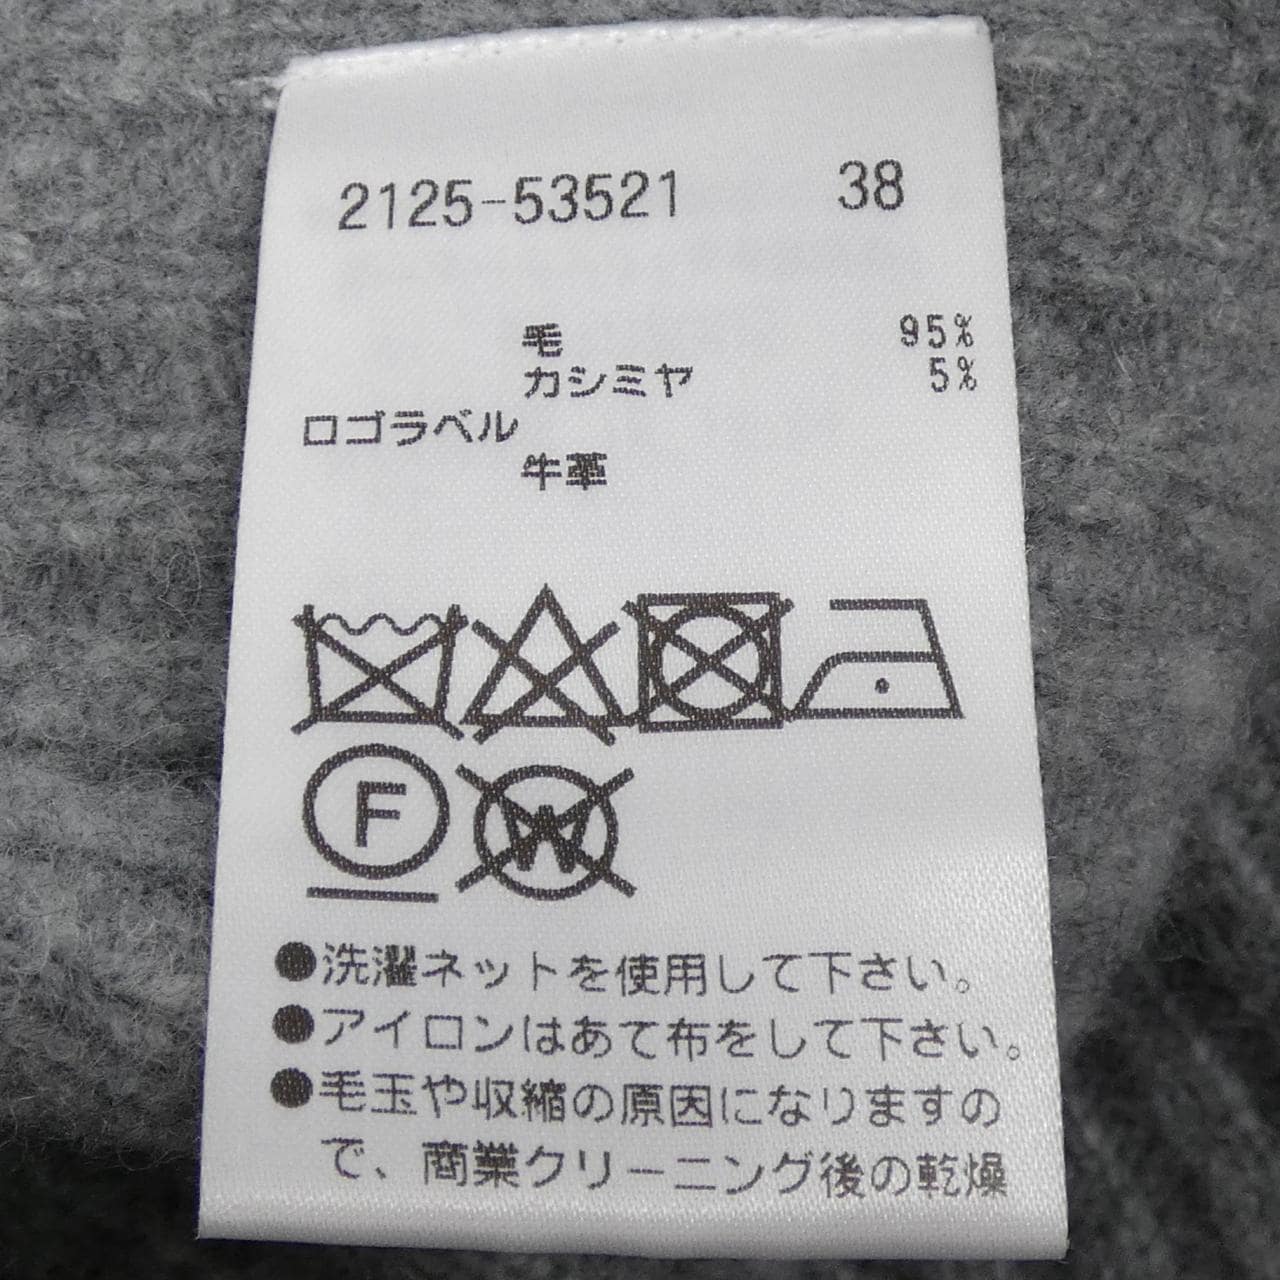 2125-53521 38
毛 95%
カシミヤ 5%
ロゴラベル
牛革
F W
●洗濯ネットを使用して下さい。
●アイロンはあて布をして下さい。
●毛玉や収縮の原因になりますの
で、商業クリーニング後の乾燥